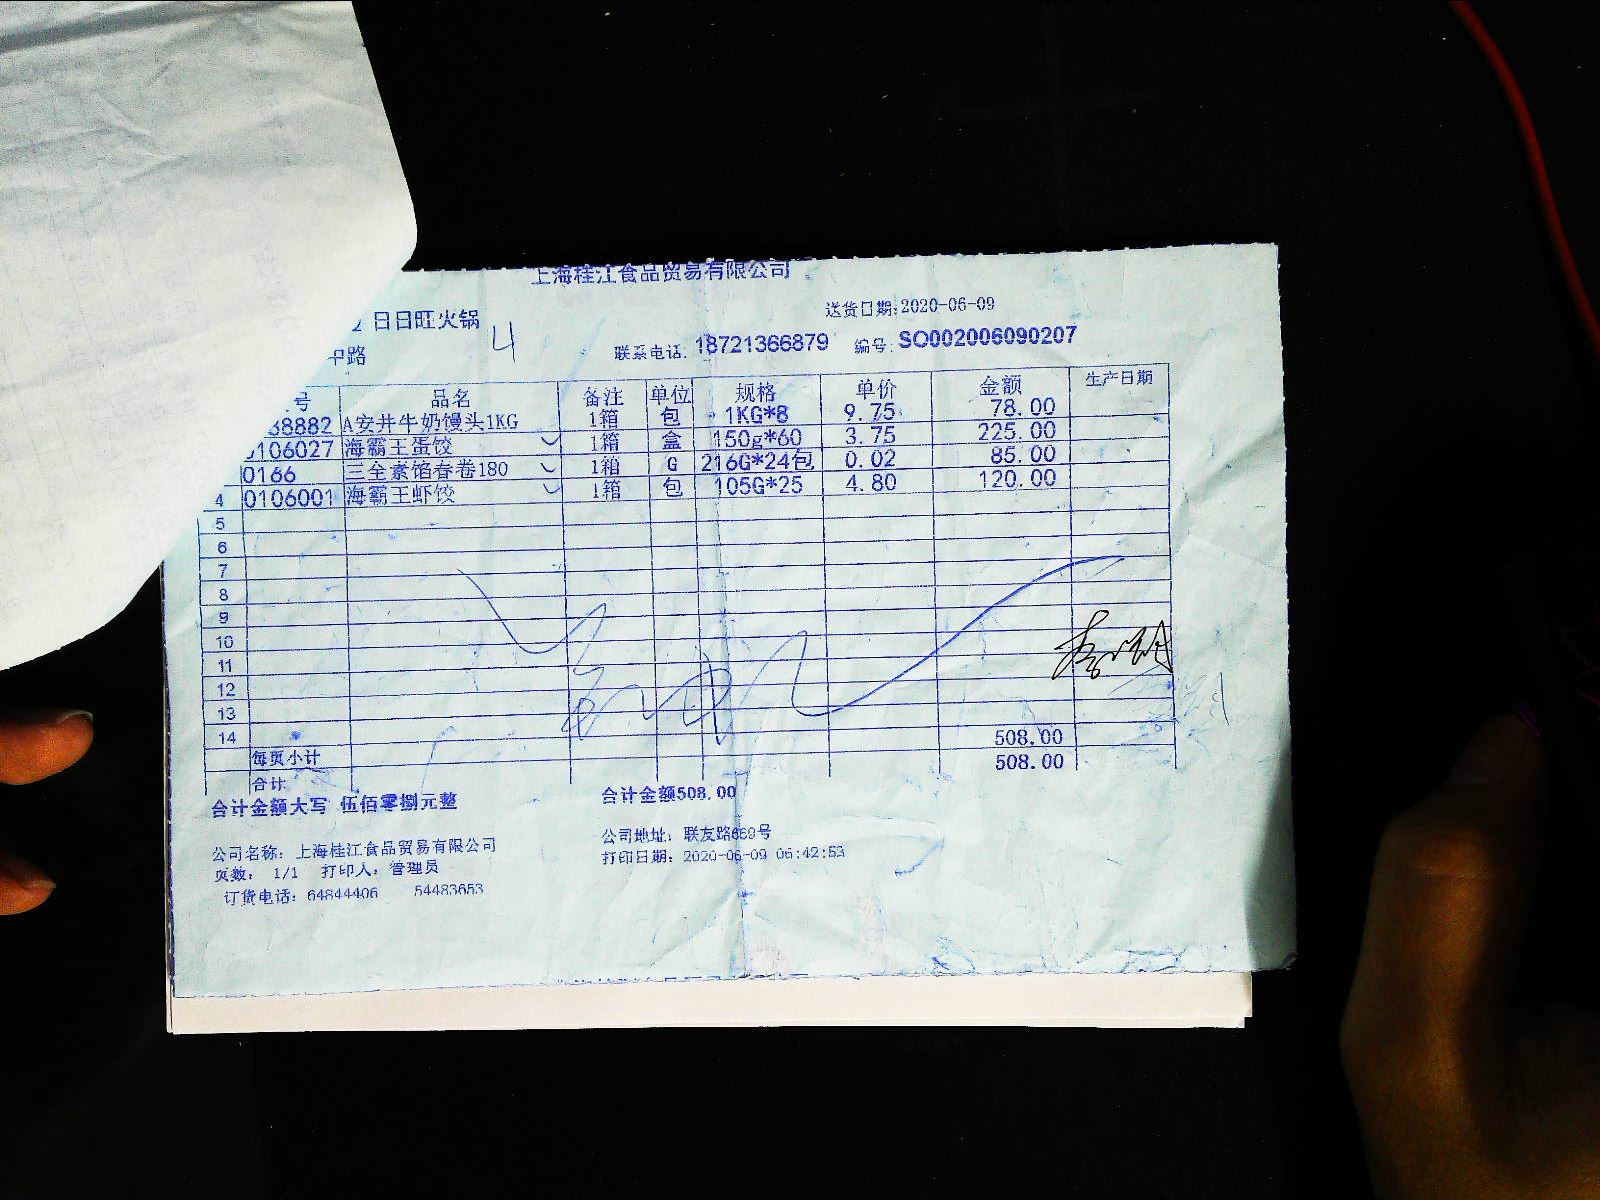 上海桂江食品贸易有限公司
日日旺火锅 4 送货日期:2020-06-09
中路 联系电话: 18721366879 编号: SO002006090207
号 品名 备注 单位 规格 单价 金额 生产日期
38882 A安井牛奶馒头1KG 1箱 包 1KG*8 9.75 78.00
0106027 海霸王蛋饺 1箱 盒 150g*60 3.75 225.00
0166 三全素馅春卷180 1箱 G 216G*24包 0.02 85.00
4 0106001 海霸王虾饺 1箱 包 105G*25 4.80 120.00
5
6
7
8
9
10
11
12
13
14 508.00
每页小计 508.00
合计
合计金额大写 伍佰零捌元整 合计金额508.00
公司名称: 上海桂江食品贸易有限公司 公司地址: 联友路669号
页数: 1/1 打印人: 管理员 打印日期: 2020-06-09 06:42:53
订货电话: 64844406 54483653